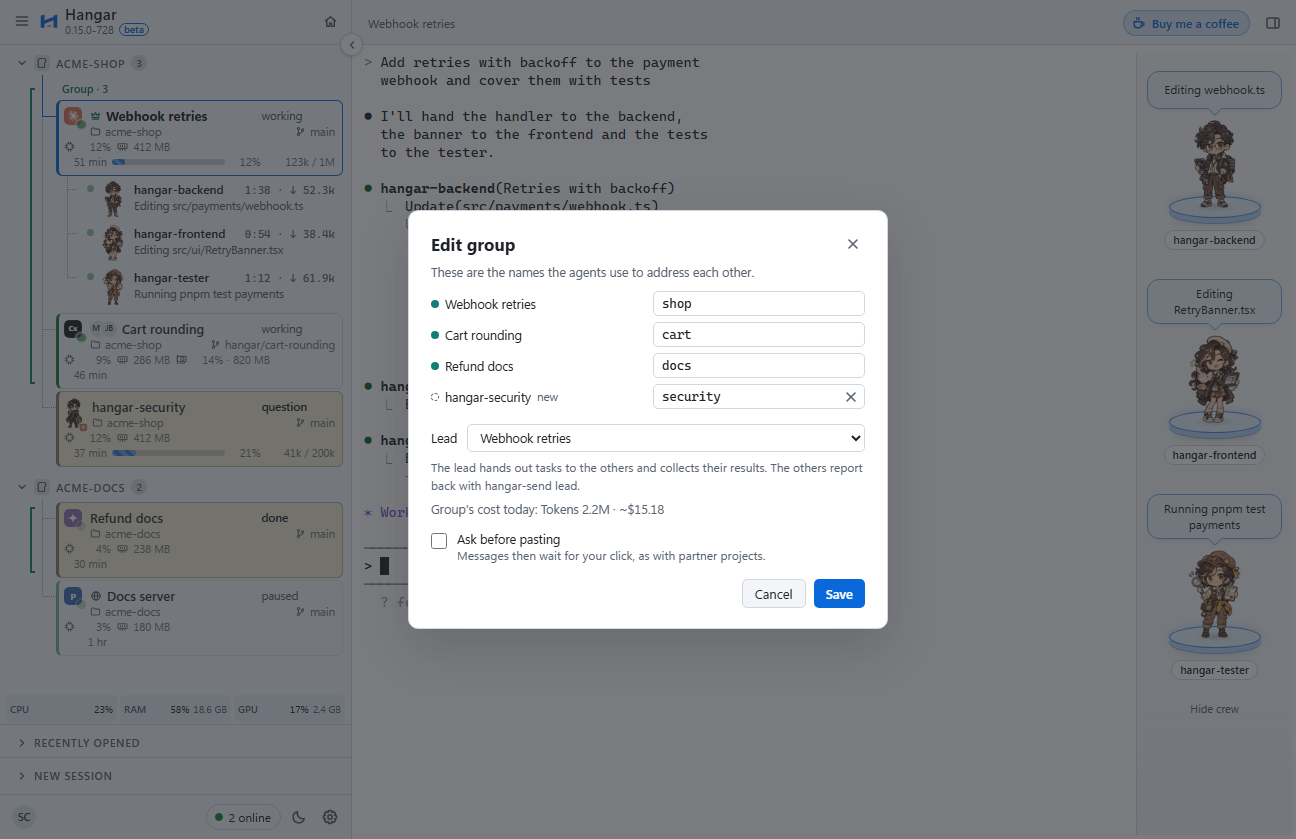 Hangar
0.15.0-728 beta
ACME-SHOP 3
Group · 3
Webhook retries working
acme-shop main
12% 412 MB
51 min 12% 123k / 1M
hangar-backend 1:38 · ↓ 52.3k
Editing src/payments/webhook.ts
hangar-frontend 0:54 · ↓ 38.4k
Editing src/ui/RetryBanner.tsx
hangar-tester 1:12 · ↓ 61.9k
Running pnpm test payments
Cx M JB Cart rounding working
acme-shop hangar/cart-rounding
9% 286 MB 14% · 820 MB
46 min
hangar-security question
acme-shop main
12% 412 MB
37 min 21% 41k / 200k
ACME-DOCS 2
Refund docs done
acme-docs main
4% 238 MB
30 min
P Docs server paused
acme-docs main
3% 180 MB
1 hr
CPU 23% RAM 58% 18.6 GB GPU 17% 2.4 GB
RECENTLY OPENED
NEW SESSION
SC 2 online
Webhook retries
Buy me a coffee
> Add retries with backoff to the payment
webhook and cover them with tests
● I'll hand the handler to the backend,
the banner to the frontend and the tests
to the tester.
● hangar-backend(Retries with backoff)
Update(src/payments/webhook.ts)
Edit group
These are the names the agents use to address each other.
Webhook retries shop
Cart rounding cart
Refund docs docs
hangar-security new security
Lead Webhook retries
The lead hands out tasks to the others and collects their results. The others report
back with hangar-send lead.
Group's cost today: Tokens 2.2M · ~$15.18
Ask before pasting
Messages then wait for your click, as with partner projects.
Cancel Save
>
?
Editing webhook.ts
hangar-backend
Editing
RetryBanner.tsx
hangar-frontend
Running pnpm test
payments
hangar-tester
Hide crew